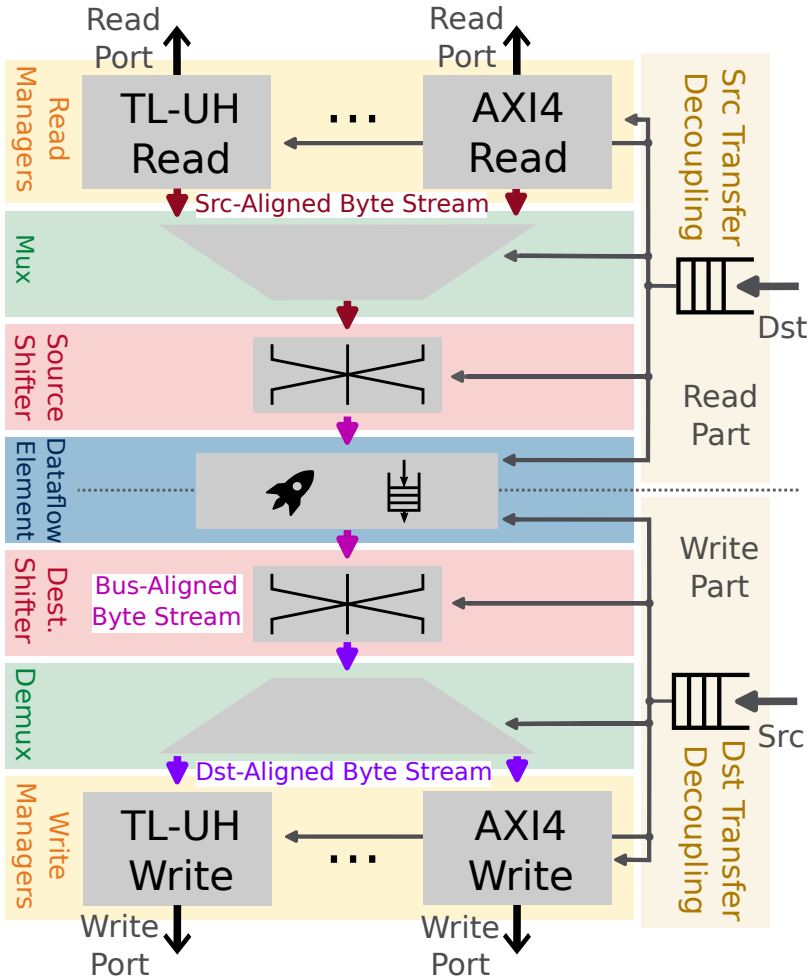 Read
Port
Read
Port
Read
Managers
TL-UH
Read
...
AXI4
Read
Src Transfer
Decoupling
Src-Aligned Byte Stream
Mux
Dst
Source
Shifter
Read
Part
Dataflow
Element
Write
Part
Dest.
Shifter
Bus-Aligned
Byte Stream
Demux
Src
Dst-Aligned Byte Stream
Dst Transfer
Decoupling
Write
Managers
TL-UH
Write
...
AXI4
Write
Write
Port
Write
Port